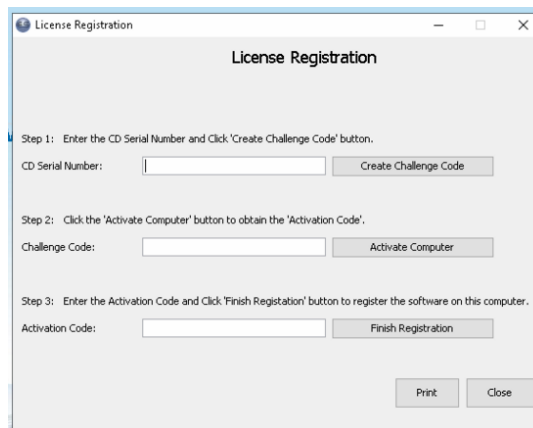 License Registration
License Registration
Step 1: Enter the CD Serial Number and Click 'Create Challenge Code' button.
CD Serial Number: Create Challenge Code
Step 2: Click the 'Activate Computer' button to obtain the 'Activation Code'.
Challenge Code: Activate Computer
Step 3: Enter the Activation Code and Click 'Finish Registation' button to register the software on this computer.
Activation Code: Finish Registration
Print Close